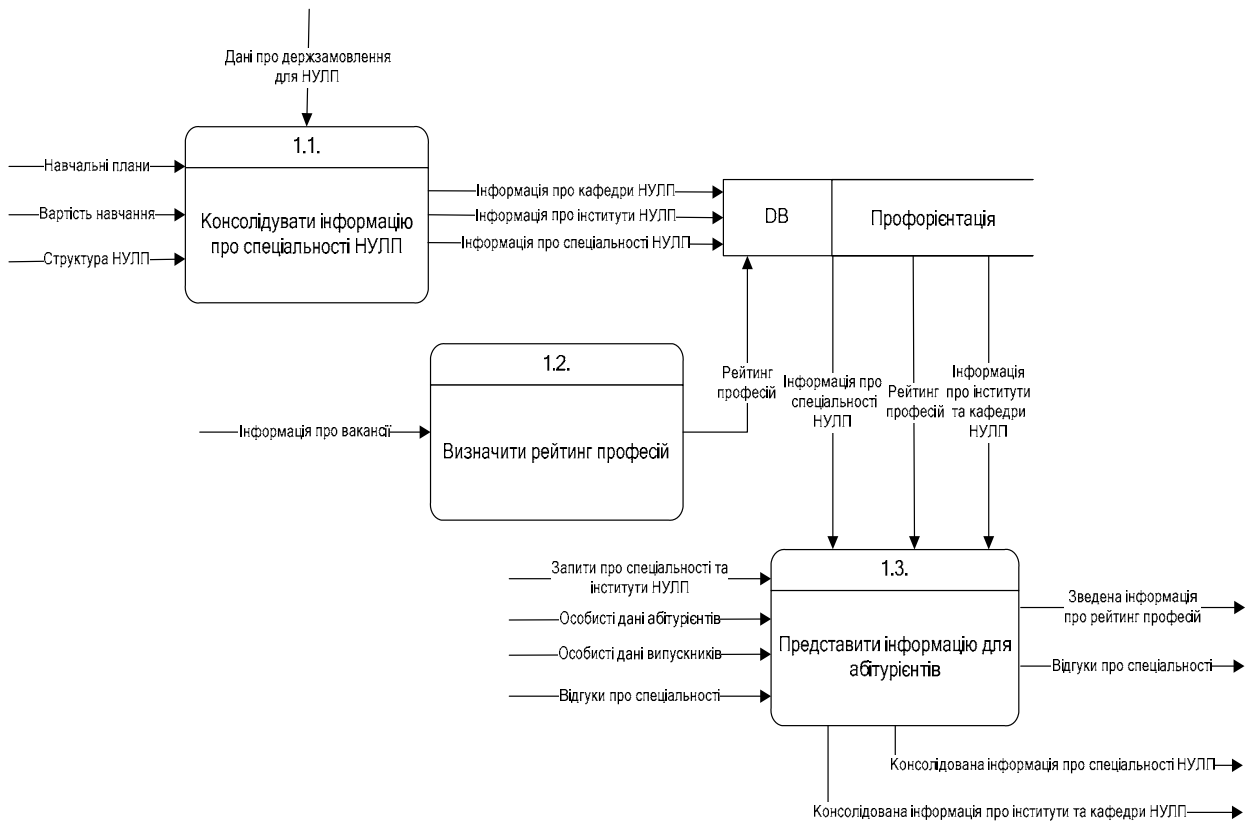 Дані про держзамовлення
для НУЛП
1.1.
Навчальні плани
Вартість навчання
Структура НУЛП
Консолідувати інформацію
про спеціальності НУЛП
Інформація про кафедри НУЛП
Інформація про інститути НУЛП
Інформація про спеціальності НУЛП
DB
Профорієнтація
1.2.
Інформація про вакансії
Визначити рейтинг професій
Рейтинг
професій
Інформація про
спеціальності
НУЛП
Рейтинг
професій
Інформація
про інститути
та кафедри
НУЛП
Запити про спеціальності та
інститути НУЛП
Особисті дані абітурієнтів
Особисті дані випускників
Відгуки про спеціальності
1.3.
Представити інформацію для
абітурієнтів
Зведена інформація
про рейтинг професій
Відгуки про спеціальності
Консолідована інформація про спеціальності НУЛП
Консолідована інформація про інститути та кафедри НУЛП